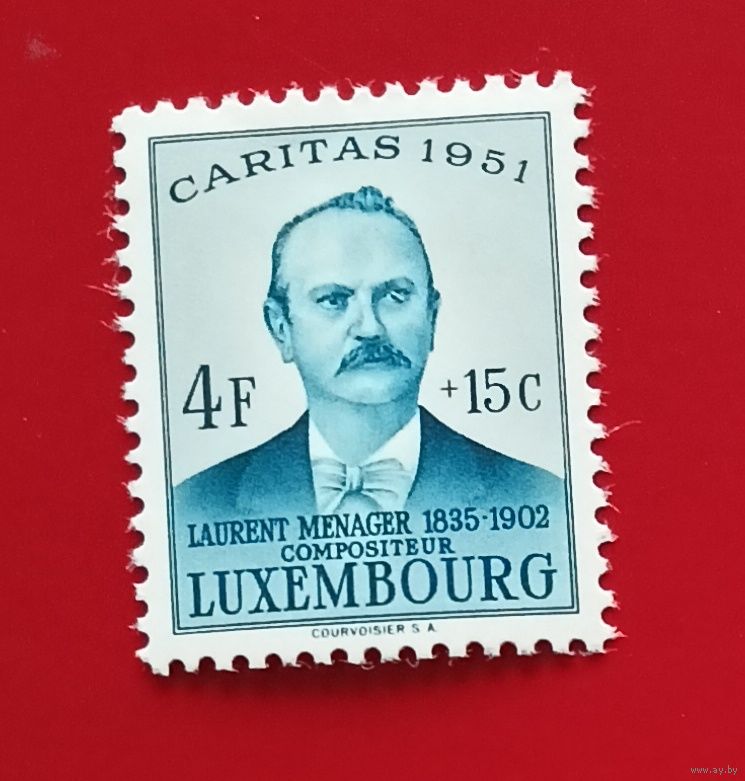 CARITAS 1951
4F +15C
LAURENT MENAGER 1835-1902
COMPOSITEUR
LUXEMBOURG
COURVOISIER S. A.
www.ay.by